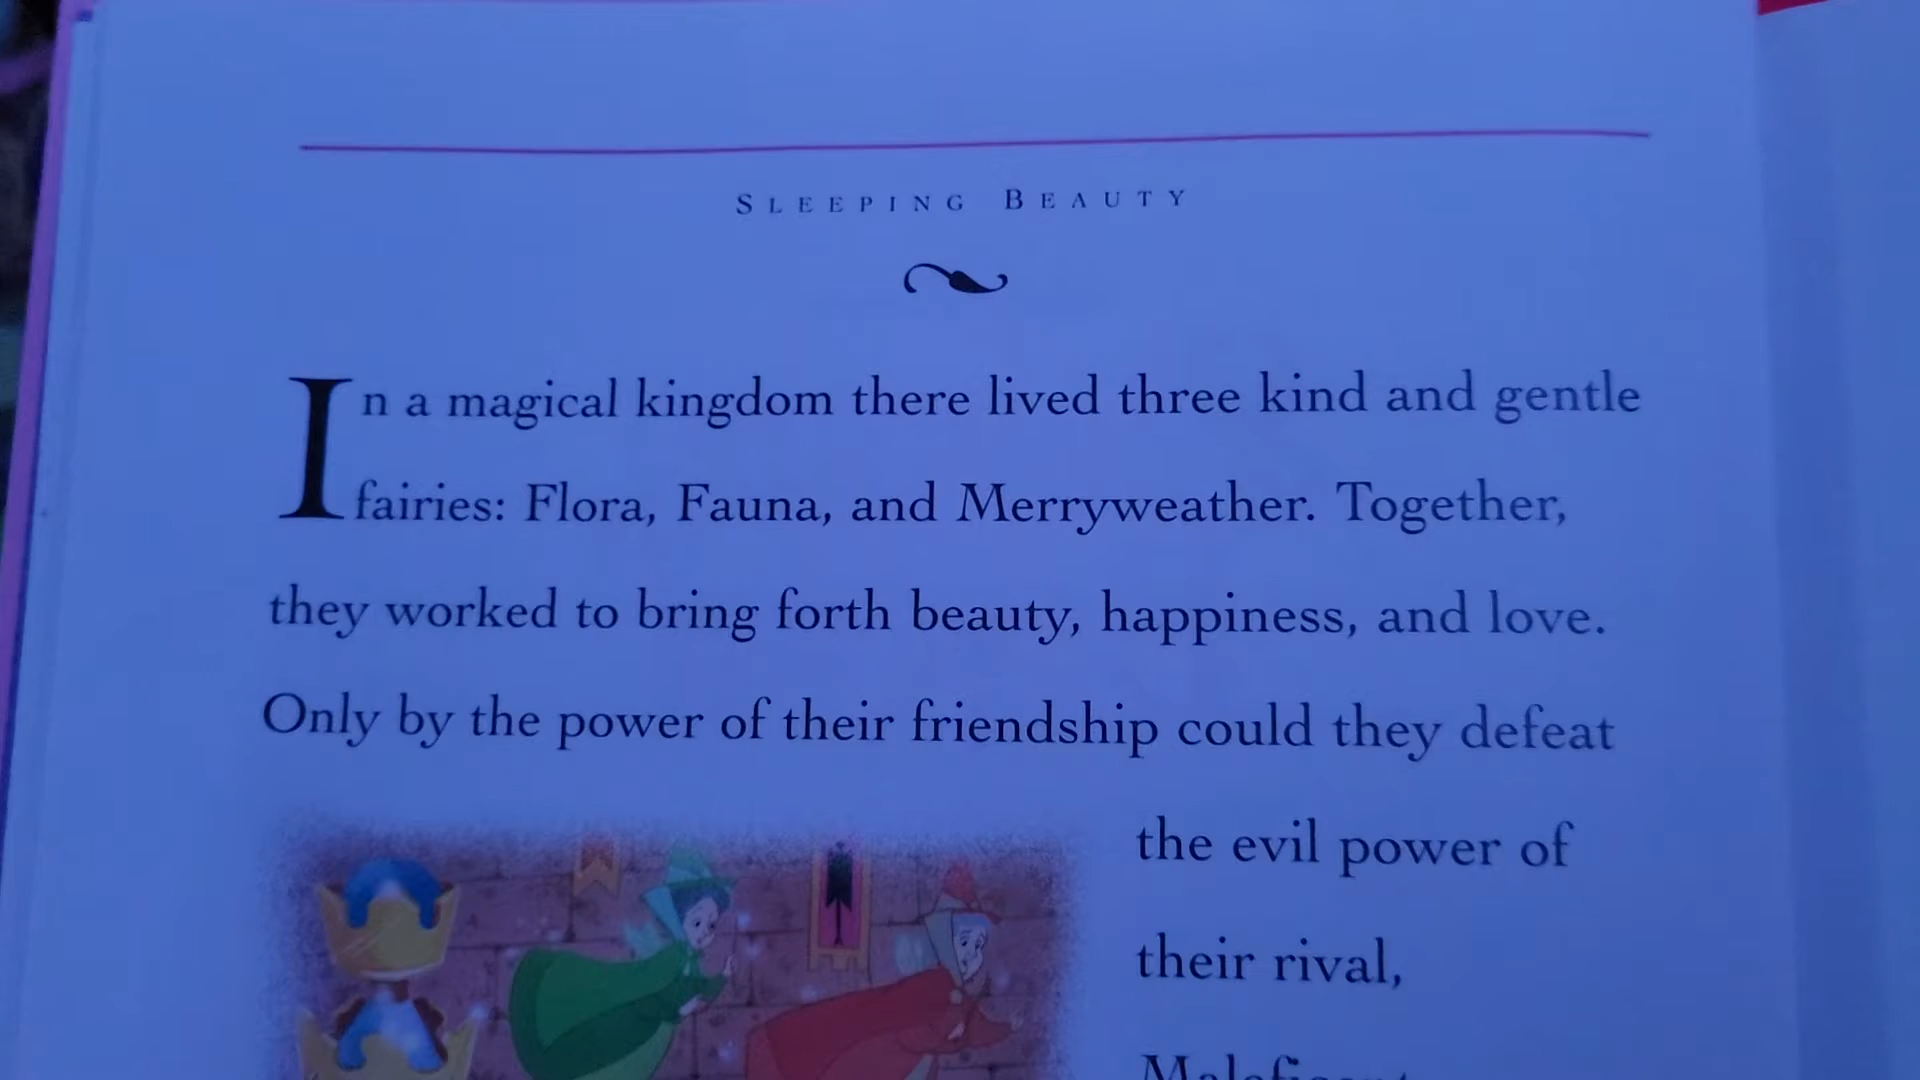 SLEEPING BEAUTY
In a magical kingdom there lived three kind and gentle
fairies: Flora, Fauna, and Merryweather. Together,
they worked to bring forth beauty, happiness, and love.
Only by the power of their friendship could they defeat
the evil power of
their rival,